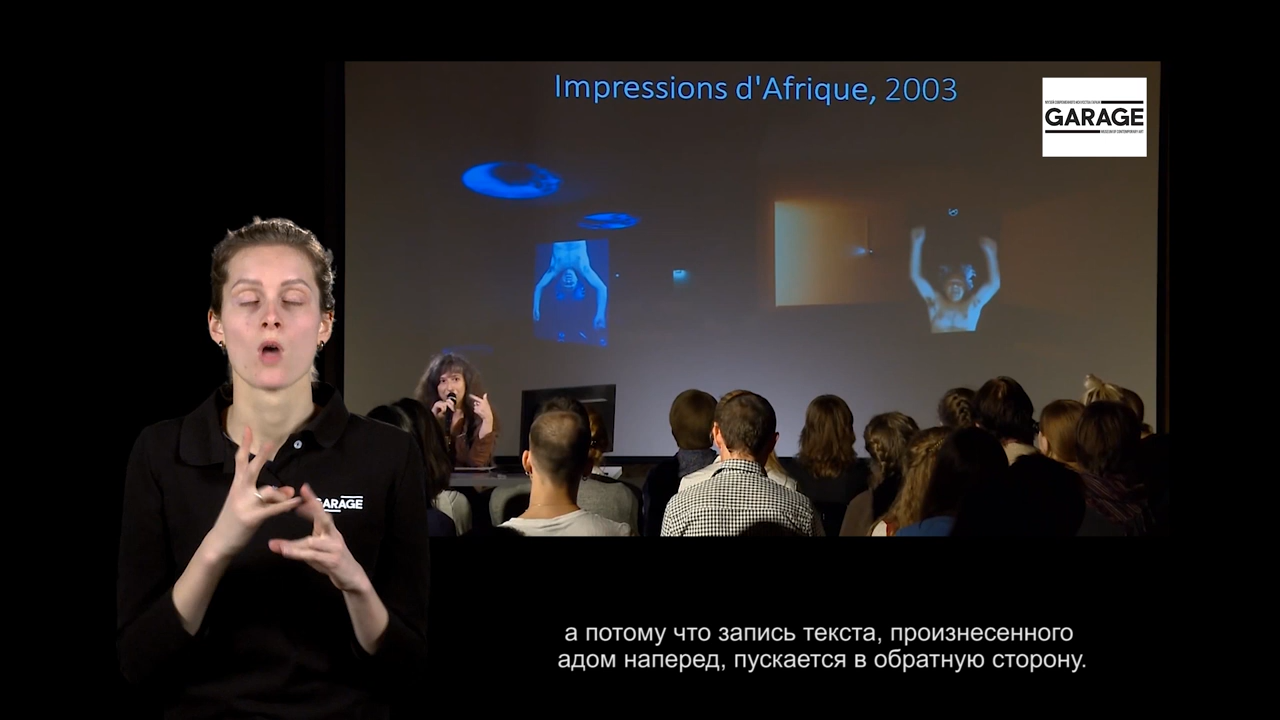 Impressions d'Afrique, 2003
GARAGE
GARAGE
а потому что запись текста, произнесенного
адом наперед, пускается в обратную сторону.